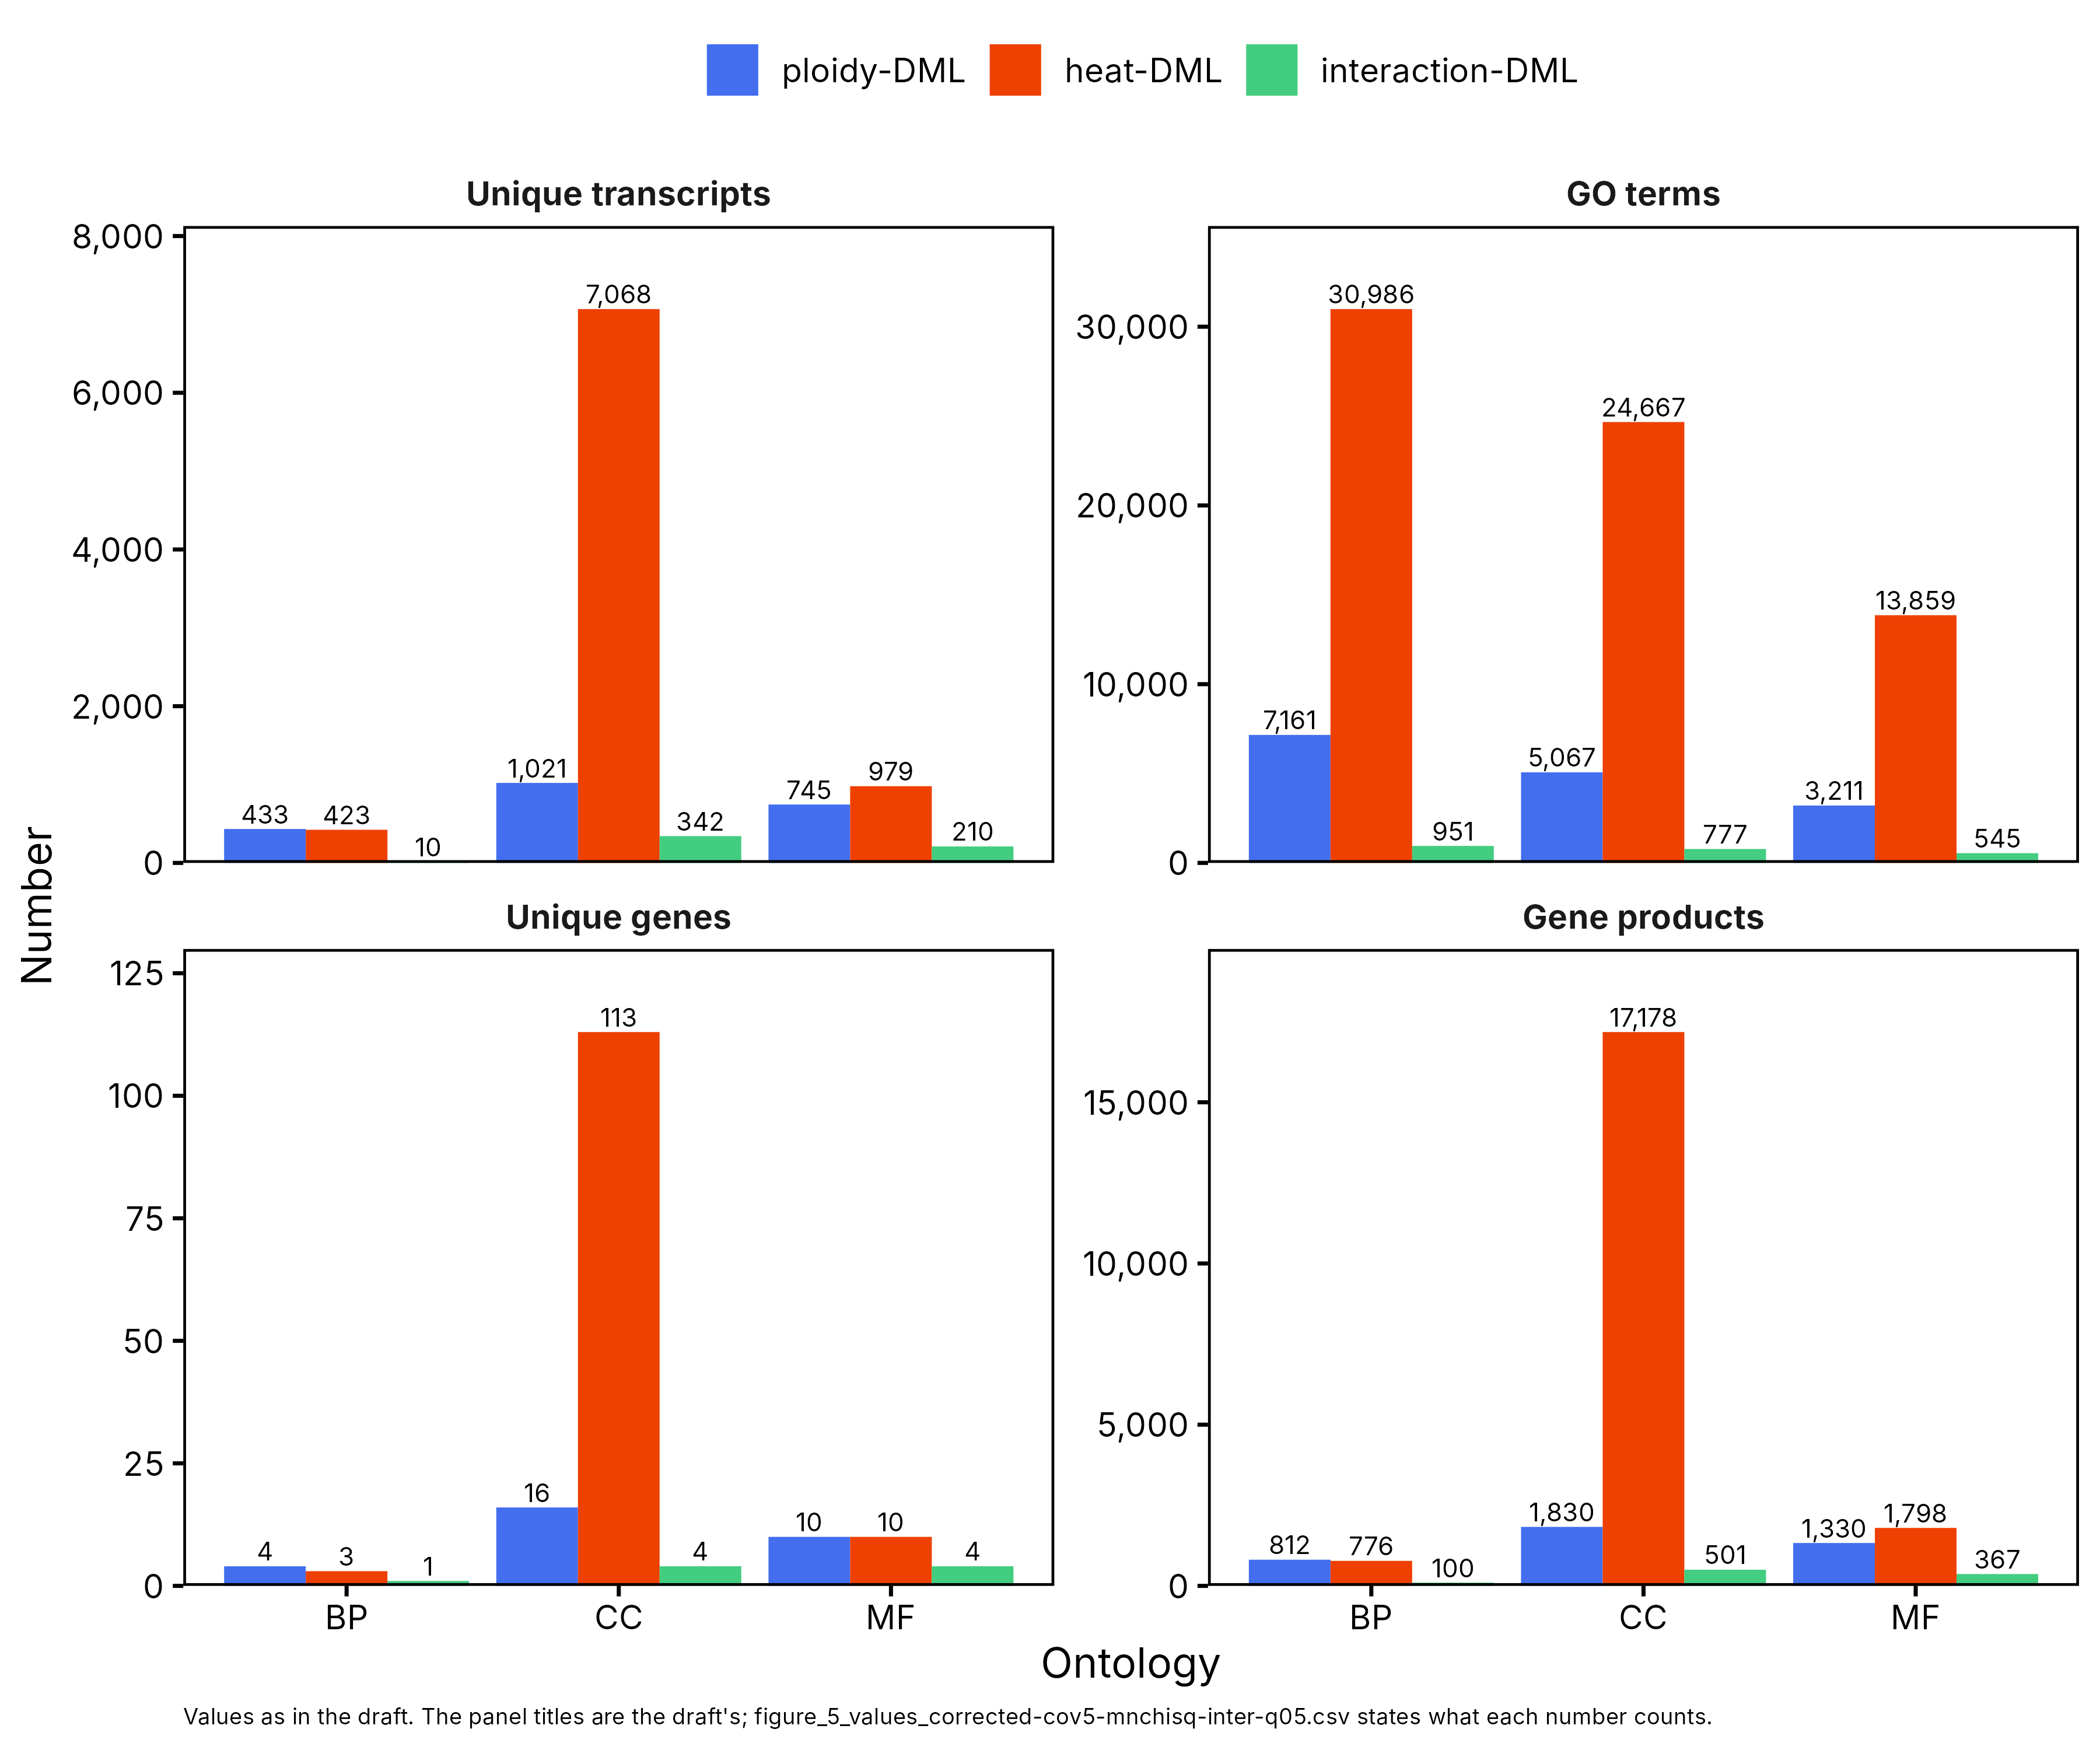 ploidy-DML heat-DML interaction-DML
Unique transcripts
8,000
6,000
4,000
2,000
0
433 423 10
1,021 7,068 342
745 979 210
GO terms
30,000
20,000
10,000
0
7,161 30,986 951
5,067 24,667 777
3,211 13,859 545
Number
Unique genes
125
100
75
50
25
0
4 3 1
16 113 4
10 10 4
BP CC MF
Gene products
15,000
10,000
5,000
0
812 776 100
1,830 17,178 501
1,330 1,798 367
BP CC MF
Ontology
Values as in the draft. The panel titles are the draft's; figure_5_values_corrected-cov5-mnchisq-inter-q05.csv states what each number counts.